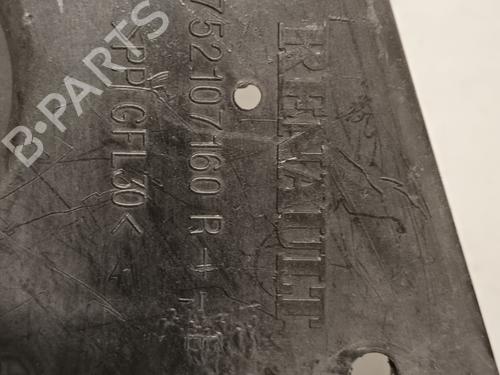 RENAULT
752107160 R
>PP/GFL30<
B-PARTS